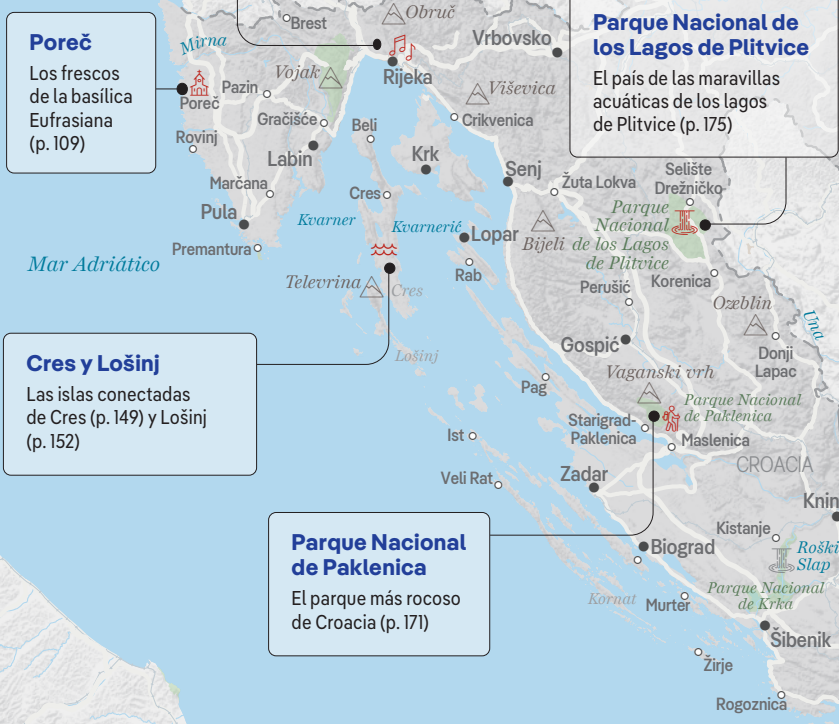 Poreč
Los frescos
de la basílica
Eufrasiana
(p. 109)
Parque Nacional de
los Lagos de Plitvice
El país de las maravillas
acuáticas de los lagos
de Plitvice (p. 175)
Cres y Lošinj
Las islas conectadas
de Cres (p. 149) y Lošinj
(p. 152)
Parque Nacional
de Paklenica
El parque más rocoso
de Croacia (p. 171)
Brest
Obruč
Mirna
Vrbovsko
Vojak
Rijeka
Poreč
Pazin
Viševica
Gračišće
Beli
Crikvenica
Rovinj
Labin
Krk
Senj
Selište
Drežničko
Marčana
Cres
Žuta Lokva
Pula
Kvarner
Kvarnerić
Lopar
Bijeli
Parque
Nacional
de los Lagos
de Plitvice
Premantura
Mar Adriático
Rab
Televrina
Cres
Perušić
Korenica
Ozeblin
Una
Lošinj
Gospić
Donji
Lapac
Pag
Vaganski vrh
Parque Nacional
de Paklenica
Starigrad-
Paklenica
Maslenica
Ist
CROACIA
Veli Rat
Zadar
Knin
Kistanje
Biograd
Roški
Slap
Kornat
Murter
Parque Nacional
de Krka
Šibenik
Žirje
Rogoznica